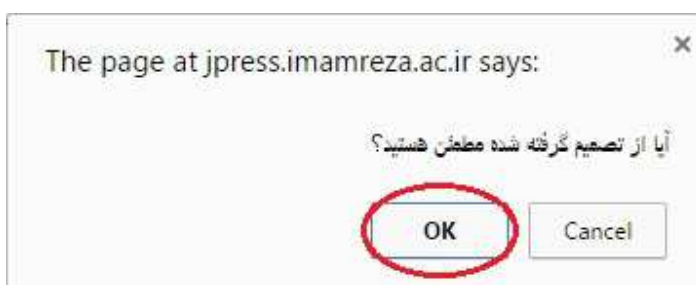 The page at jpress.imamreza.ac.ir says:
آیا از تصمیم گرفته شده مطمئن هستید؟
OK
Cancel